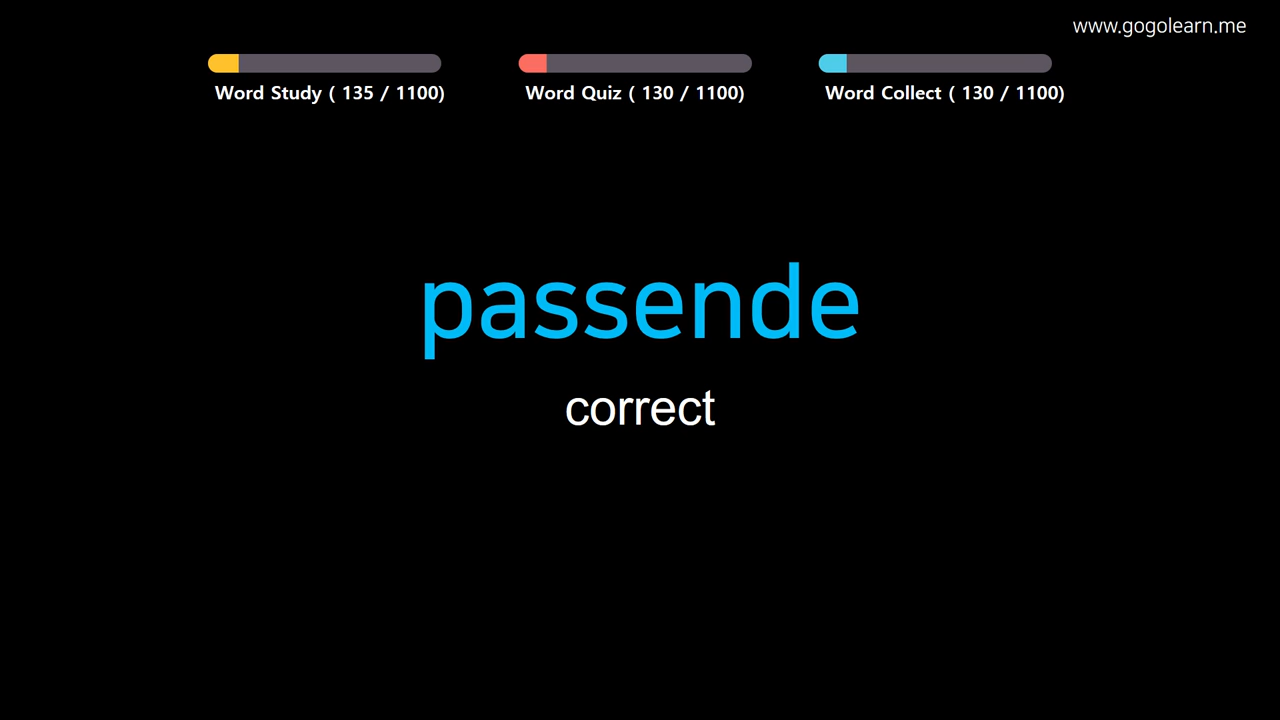 www.gogolearn.me
Word Study ( 135 / 1100)
Word Quiz ( 130 / 1100)
Word Collect ( 130 / 1100)
passende
correct